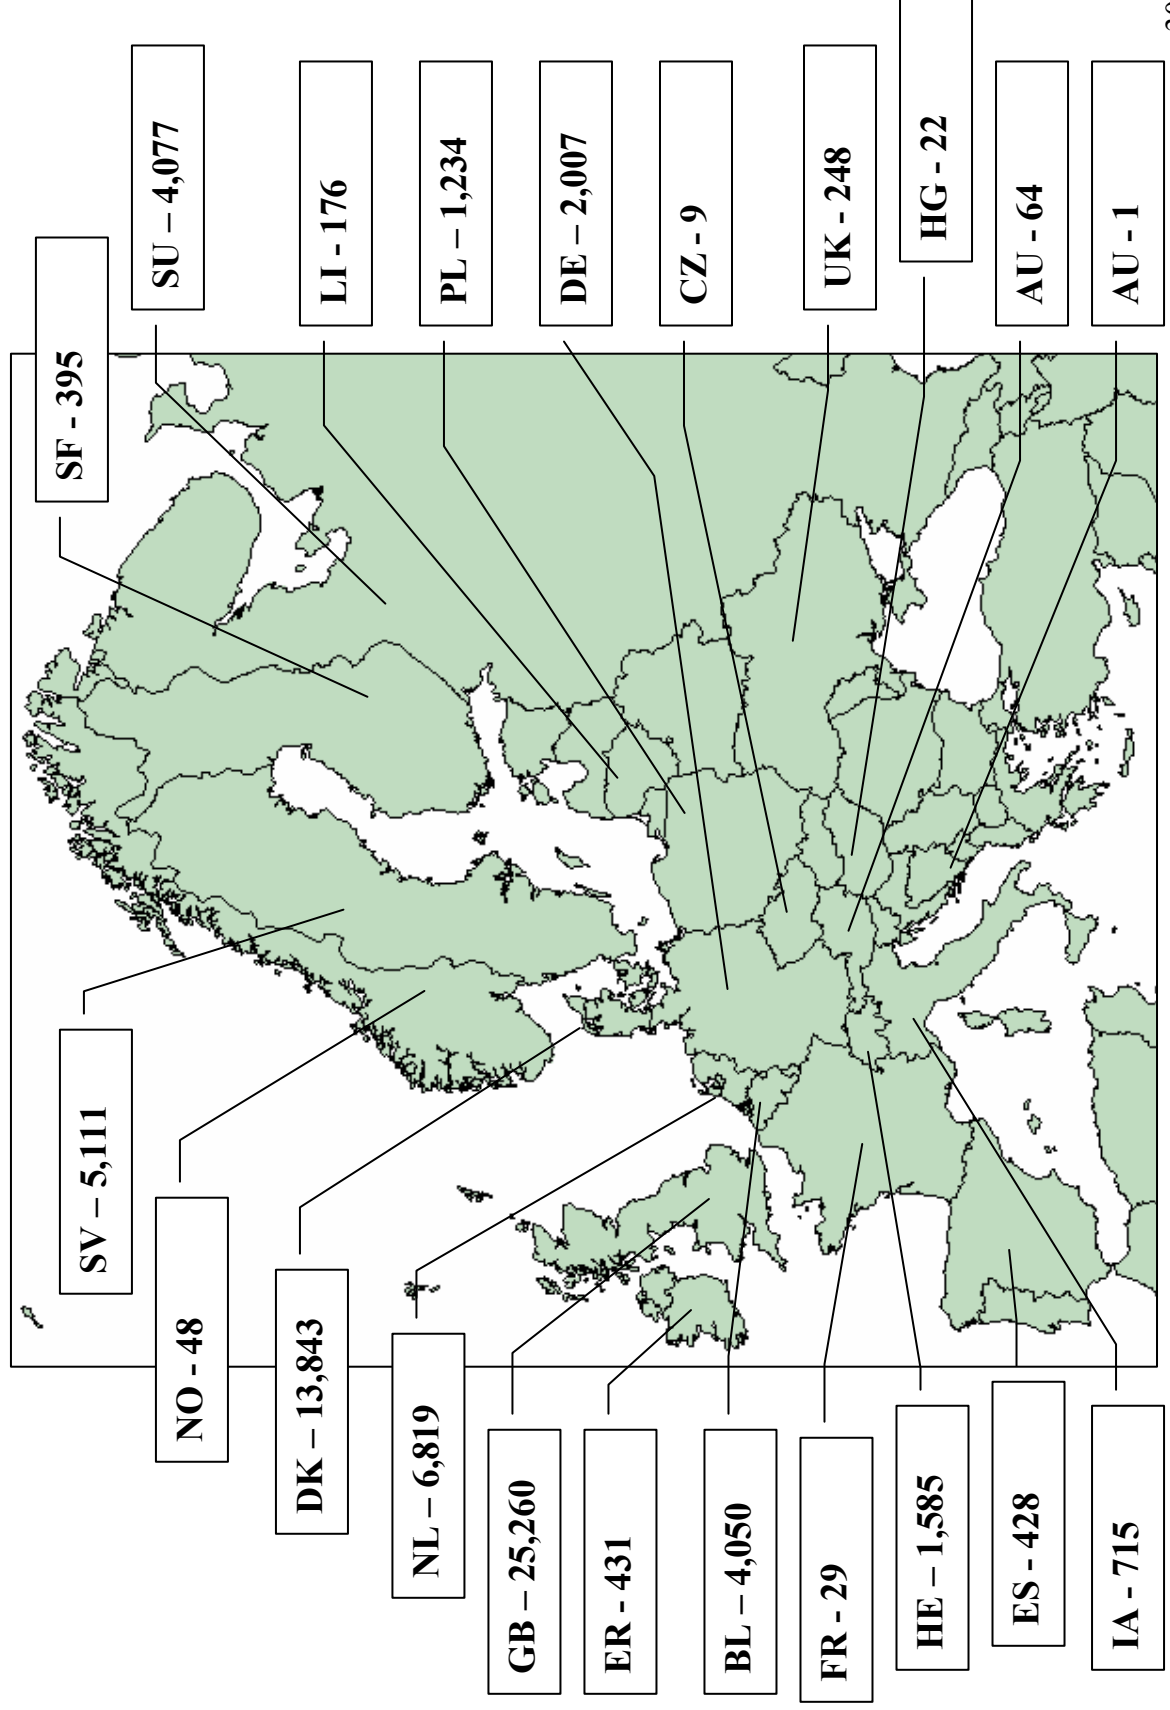 SF - 395
SU – 4,077
LI - 176
PL – 1,234
DE – 2,007
CZ - 9
UK - 248
HG - 22
AU - 64
AU - 1
SV – 5,111
NO - 48
DK – 13,843
NL – 6,819
GB – 25,260
ER - 431
BL – 4,050
FR - 29
HE – 1,585
ES - 428
IA - 715